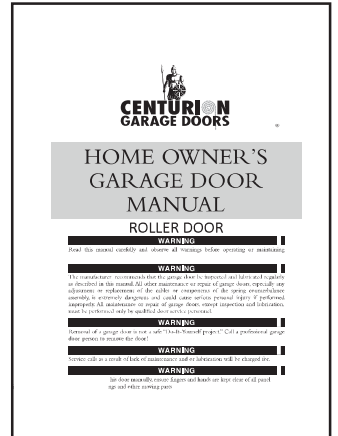 CENTURION
GARAGE DOORS
®
HOME OWNER'S
GARAGE DOOR
MANUAL
ROLLER DOOR
WARNING
Read this manual carefully and observe all warnings before operating or maintaining
WARNING
The manufacturer recommends that the garage door be inspected and lubricated regularly
as described in this manual. All other maintenance or repair of garage doors, especially any
adjustment or replacement of the cables or components of the spring counterbalance
assembly, is extremely dangerous and could cause serious personal injury if performed
improperly. All maintenance or repair of garage doors, except inspection and lubrication,
must be performed only by qualified door service personnel.
WARNING
Removal of a garage door is not a safe "Do-It-Yourself project." Call a professional garage
door person to remove the door!
WARNING
Service calls as a result of lack of maintenance and or lubrication will be charged for.
WARNING
his door manually, ensure fingers and hands are kept clear of all panel
ngs and other moving parts